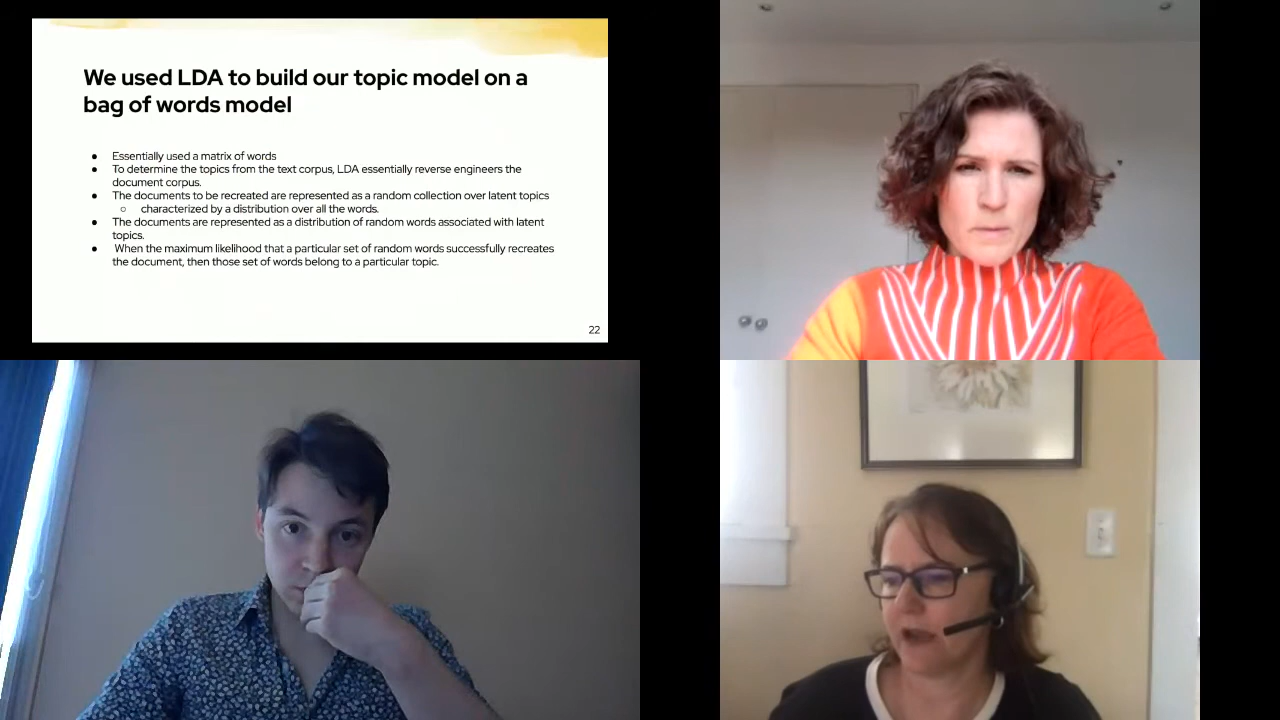 We used LDA to build our topic model on a
bag of words model
● Essentially used a matrix of words
● To determine the topics from the text corpus, LDA essentially reverse engineers the
document corpus.
● The documents to be recreated are represented as a random collection over latent topics
○ characterized by a distribution over all the words.
● The documents are represented as a distribution of random words associated with latent
topics.
● When the maximum likelihood that a particular set of random words successfully recreates
the document, then those set of words belong to a particular topic.
22